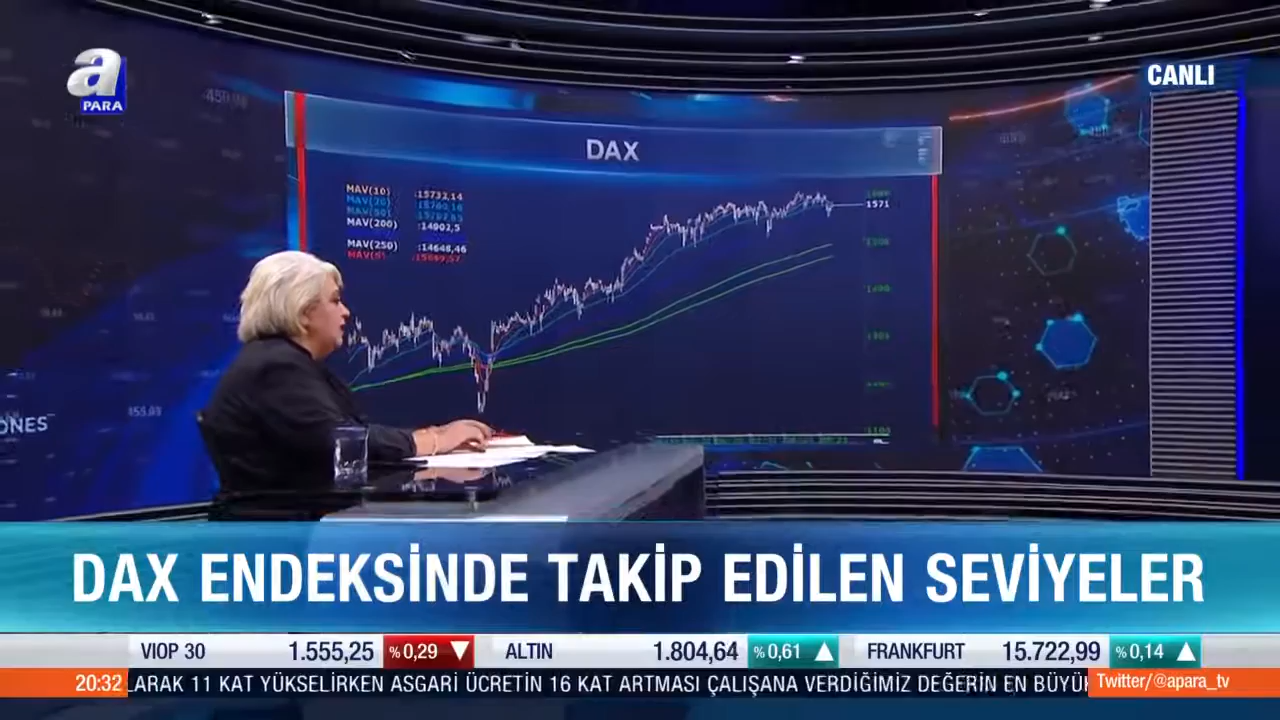 a
PARA
CANLI
DAX
MAV(10) :15732,14
MAV(200) :14902,5
MAV(250) :14648,46
1571
455,03
DAX ENDEKSİNDE TAKİP EDİLEN SEVİYELER
VIOP 30 1.555,25 %0,29 ALTIN 1.804,64 %0,61 FRANKFURT 15.722,99 %0,14
20:32 LARAK 11 KAT YÜKSELİRKEN ASGARİ ÜCRETİN 16 KAT ARTMASI ÇALIŞANA VERDİĞİMİZ DEĞERİN EN BÜYÜK Twitter/@apara_tv